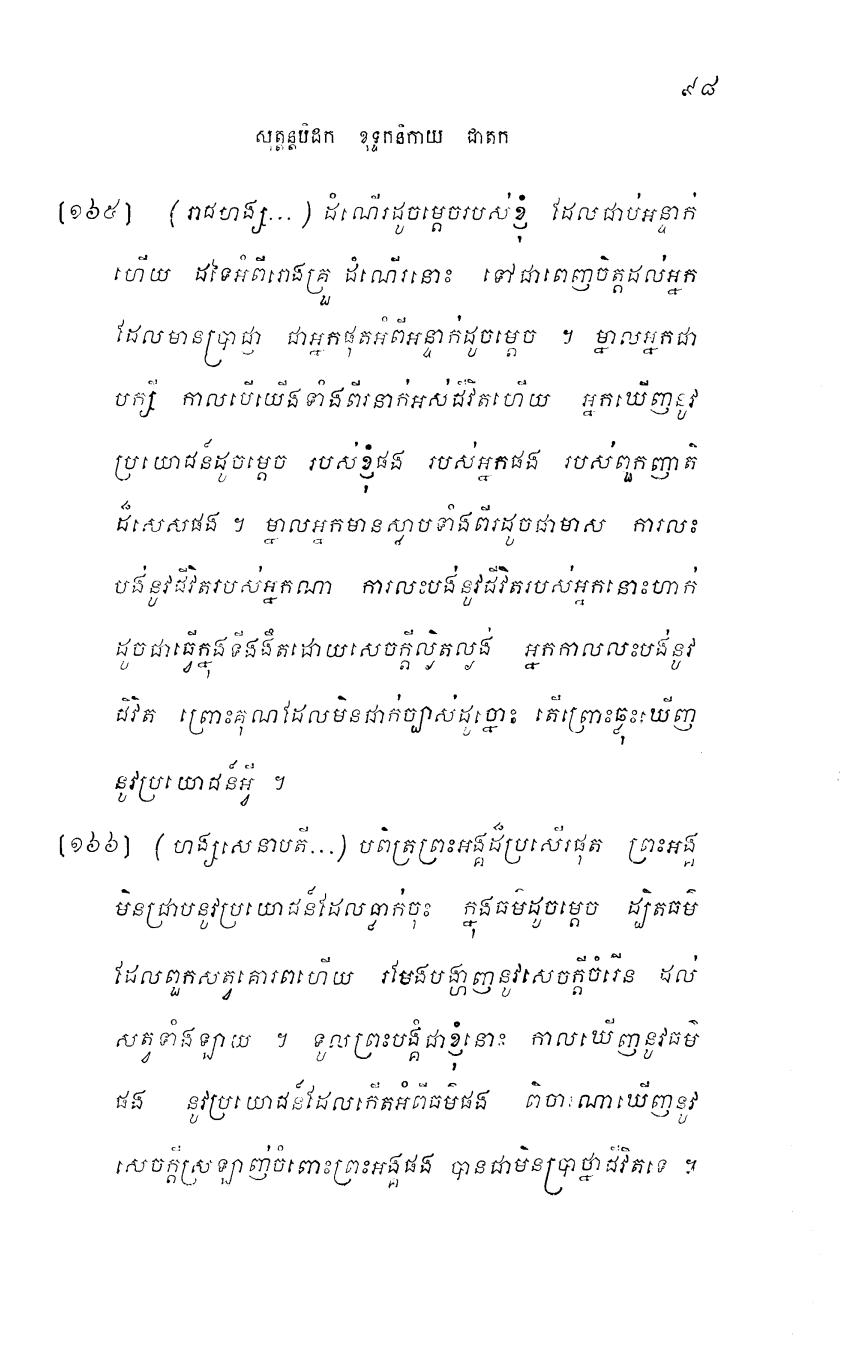 ៩៨
សុត្តន្តបិដក ខុទ្ទកនិកាយ ជាតក
[១៦៥] (រាជហង្ស...) ដំណើរដូចម្តេចរបស់ខ្ញុំ ដែលជាប់អន្ទាក់
ហើយ ដទៃអំពីរោងគ្រួ ដំណើរនោះ ទៅជាពេញចិត្តដល់អ្នក
ដែលមានប្រាជ្ញា ជាអ្នកផុតអំពីអន្ទាក់ដូចម្តេច ។ ម្នាលអ្នកជា
បក្សី កាលបើយើងទាំងពីរនាក់អស់ជីវិតហើយ អ្នកឃើញនូវ
ប្រយោជន៍ដូចម្តេច របស់ខ្ញុំផង របស់អ្នកផង របស់ពួកញាតិ
ដ៏សេសផង ។ ម្នាលអ្នកមានស្លាបទាំងពីរដូចជាមាស ការលះ
បង់នូវជីវិតរបស់អ្នកណា ការលះបង់នូវជីវិតរបស់អ្នកនោះហាក់
ដូចជាធ្វើក្នុងទីងងឹតដោយសេចក្តីល្ងិតល្ងង់ អ្នកកាលលះបង់នូវ
ជីវិត ព្រោះគុណដែលមិនជាក់ច្បាស់ដូច្នោះ តើព្រោះធ្លុះឃើញ
នូវប្រយោជន៍អ្វី ។
[១៦៦] (ហង្សសេនាបតី...) បពិត្រព្រះអង្គដ៏ប្រសើរផុត ព្រះអង្គ
មិនជ្រាបនូវប្រយោជន៍ដែលធ្លាក់ចុះ ក្នុងធម៌ដូចម្តេច ដ្បិតធម៌
ដែលពួកសត្វគោរពហើយ រមែងបង្ហាញនូវសេចក្តីចំរើន ដល់
សត្វទាំងឡាយ ។ ទូលព្រះបង្គំជាខ្ញុំនោះ កាលឃើញនូវធម៌
ផង នូវប្រយោជន៍ដែលកើតអំពីធម៌ផង ពិចារណាឃើញនូវ
សេចក្តីស្រឡាញ់ចំពោះព្រះអង្គផង បានជាមិនប្រាថ្នាជីវិតទេ ។